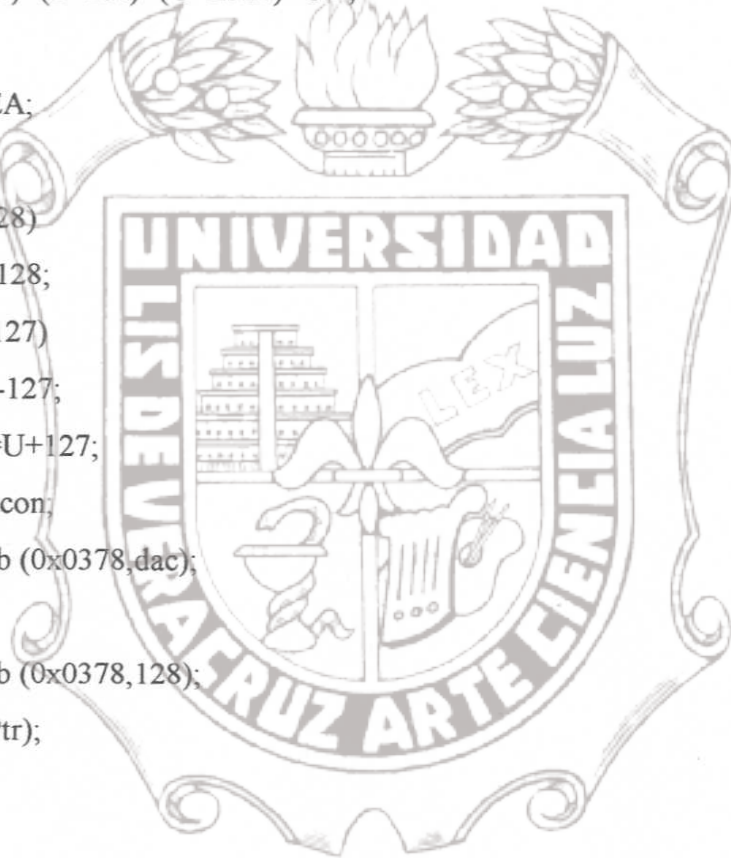 EA;
28)
128;
127)
-127;
=U+127;
con;
b (0x0378,dac);
b (0x0378,128);
tr);
UNIVERSIDAD
LIS DE VERACRUZ ARTE CIENCIA LUZ
LEX